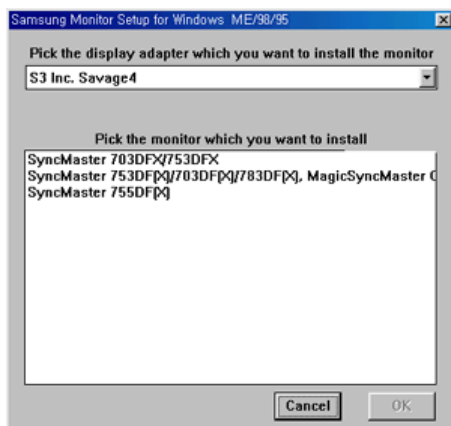 Samsung Monitor Setup for Windows ME/98/95
Pick the display adapter which you want to install the monitor
S3 Inc. Savage4
Pick the monitor which you want to install
SyncMaster 703DFX/753DFX
SyncMaster 753DF[X]/703DF[X]/783DF[X], MagicSyncMaster C
SyncMaster 755DF[X]
Cancel
OK